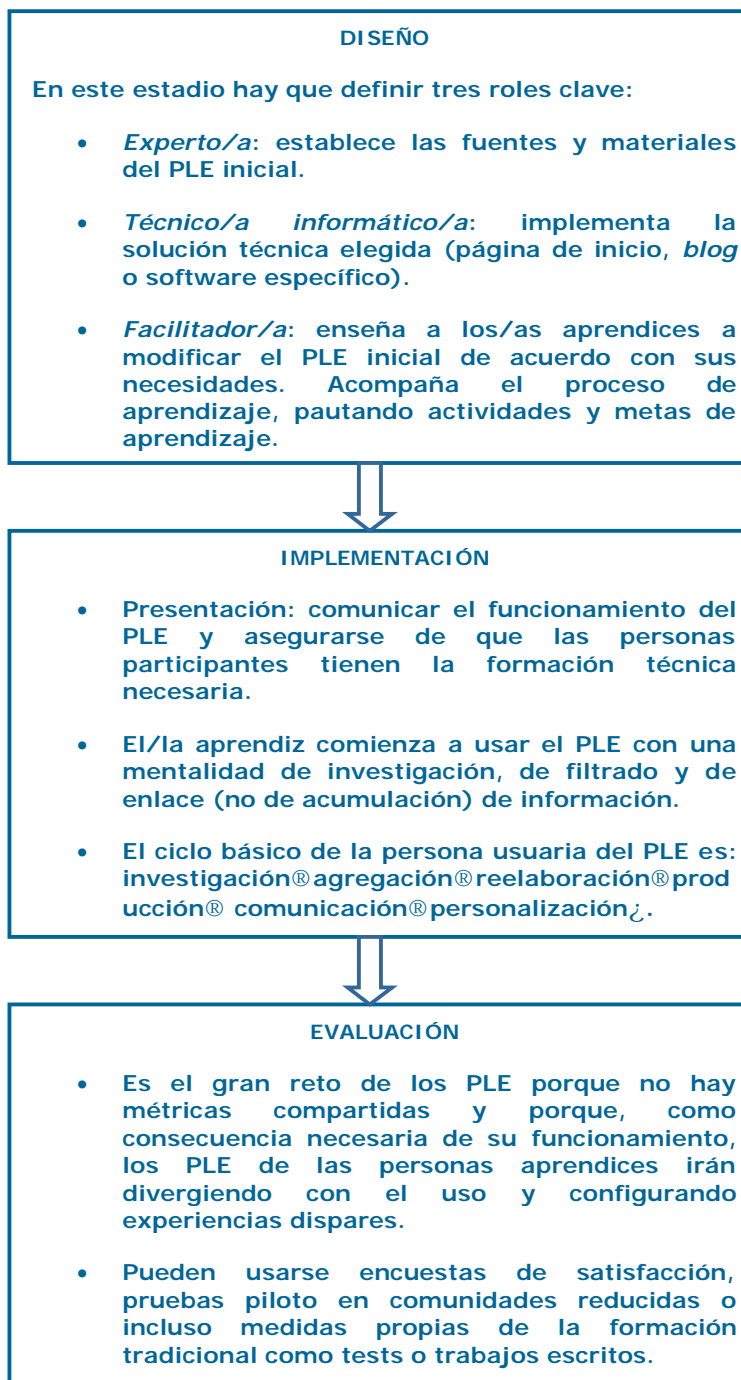 DISEÑO
En este estadio hay que definir tres roles clave:
• Experto/a: establece las fuentes y materiales
del PLE inicial.
• Técnico/a informático/a: implementa la
solución técnica elegida (página de inicio, blog
o software específico).
• Facilitador/a: enseña a los/as aprendices a
modificar el PLE inicial de acuerdo con sus
necesidades. Acompaña el proceso de
aprendizaje, pautando actividades y metas de
aprendizaje.
IMPLEMENTACIÓN
• Presentación: comunicar el funcionamiento del
PLE y asegurarse de que las personas
participantes tienen la formación técnica
necesaria.
• El/la aprendiz comienza a usar el PLE con una
mentalidad de investigación, de filtrado y de
enlace (no de acumulación) de información.
• El ciclo básico de la persona usuaria del PLE es:
investigación®agregación®reelaboración®prod
ucción® comunicación®personalización¿.
EVALUACIÓN
• Es el gran reto de los PLE porque no hay
métricas compartidas y porque, como
consecuencia necesaria de su funcionamiento,
los PLE de las personas aprendices irán
divergiendo con el uso y configurando
experiencias dispares.
• Pueden usarse encuestas de satisfacción,
pruebas piloto en comunidades reducidas o
incluso medidas propias de la formación
tradicional como tests o trabajos escritos.